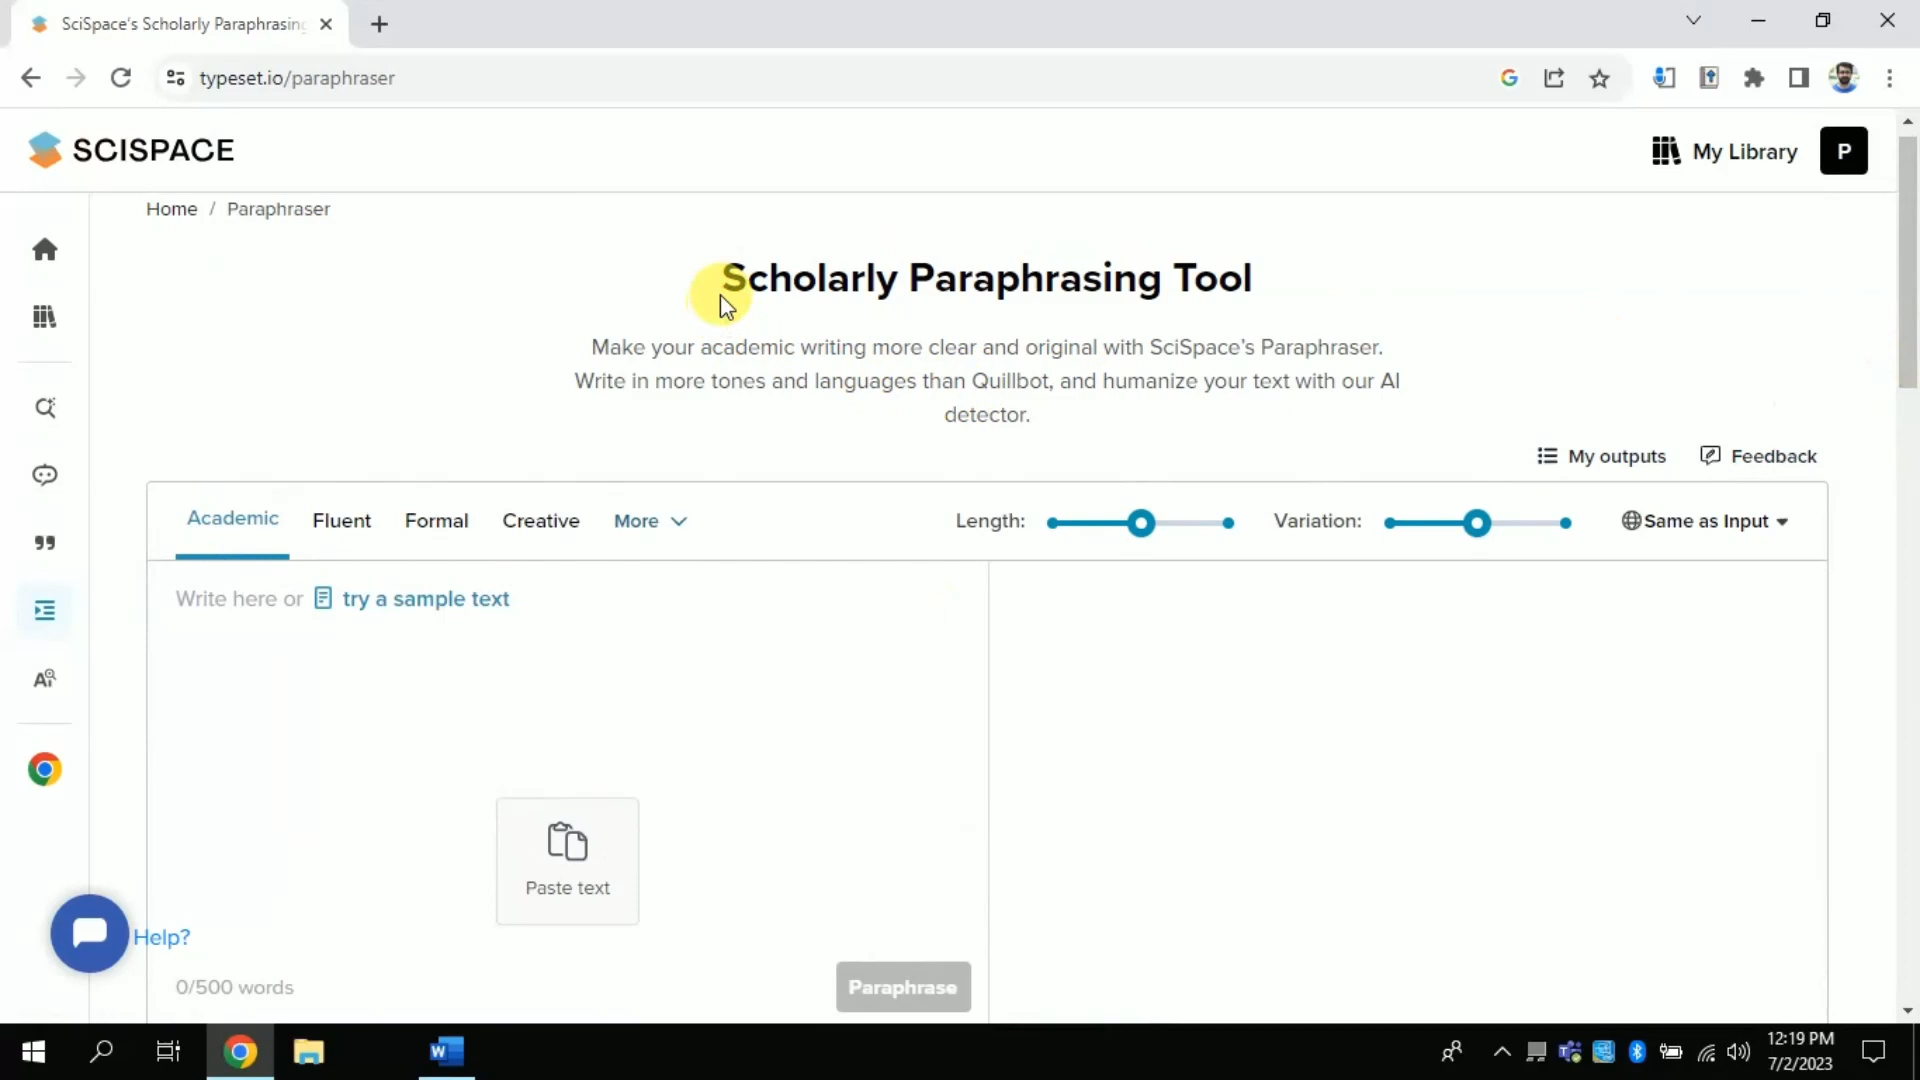 SciSpace's Scholarly Paraphrasing
typeset.io/paraphraser
SCISPACE
My Library
P
Home / Paraphraser
Scholarly Paraphrasing Tool
Make your academic writing more clear and original with SciSpace's Paraphraser.
Write in more tones and languages than Quillbot, and humanize your text with our AI
detector.
My outputs
Feedback
Academic
Fluent
Formal
Creative
More
Length:
Variation:
Same as Input
Write here or try a sample text
Paste text
Help?
0/500 words
Paraphrase
12:19 PM
7/2/2023